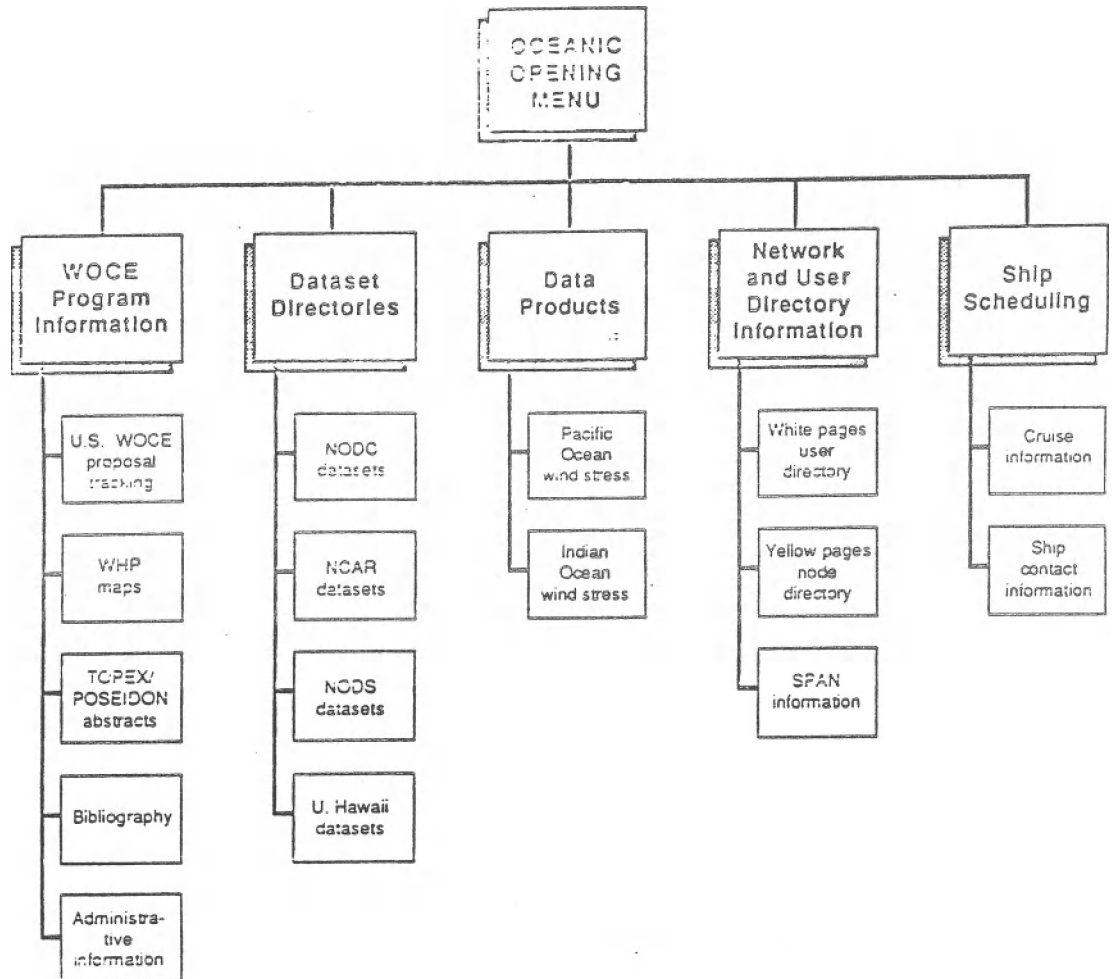 OCEANIC
OPENING
MENU
WOCE
Program
Information
Dataset
Directories
Data
Products
Network
and User
Directory
Information
Ship
Scheduling
U.S. WOCE
proposal
tracking
WHP
maps
TOPEX/
POSEIDON
abstracts
Bibliography
Administra-
tive
information
NODC
datasets
NCAR
datasets
NODS
datasets
U. Hawaii
datasets
Pacific
Ocean
wind stress
Indian
Ocean
wind stress
White pages
user
directory
Yellow pages
node
directory
SPAN
information
Cruise
information
Ship
contact
information